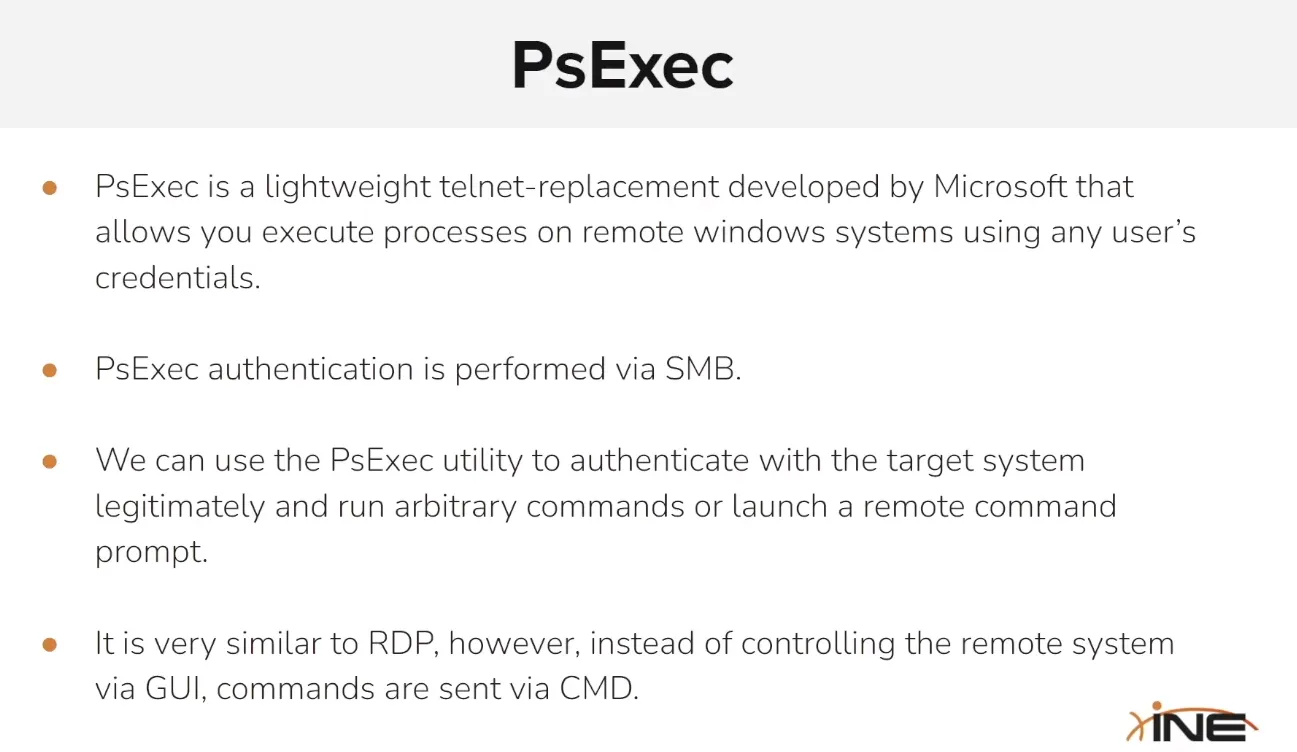 PsExec
● PsExec is a lightweight telnet-replacement developed by Microsoft that
allows you execute processes on remote windows systems using any user's
credentials.
● PsExec authentication is performed via SMB.
● We can use the PsExec utility to authenticate with the target system
legitimately and run arbitrary commands or launch a remote command
prompt.
● It is very similar to RDP, however, instead of controlling the remote system
via GUI, commands are sent via CMD.
iNE